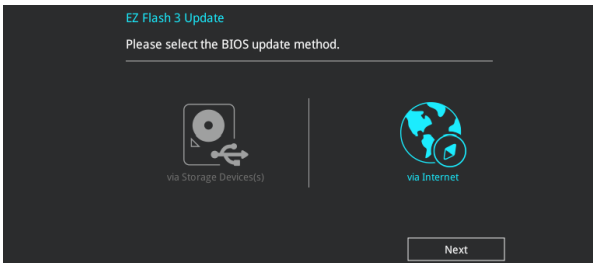 EZ Flash 3 Update
Please select the BIOS update method.
via Storage Devices(s)
via Internet
Next